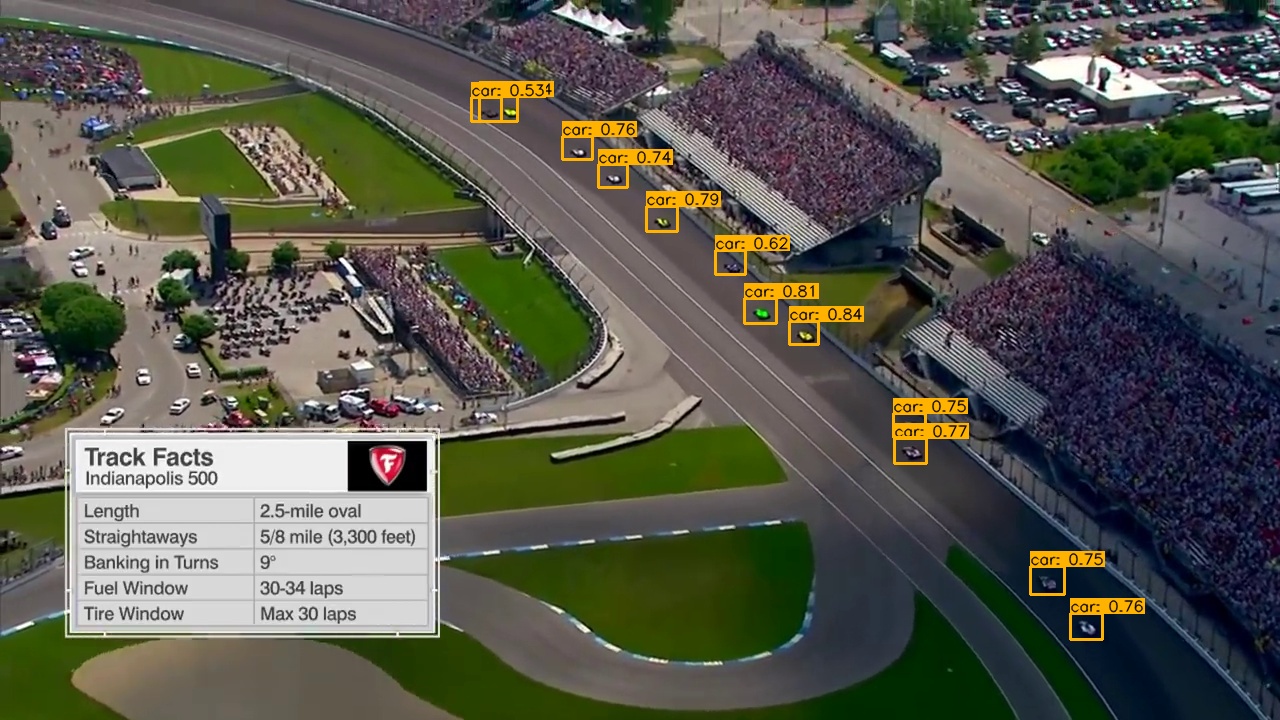 car: 0.53
car: 0.76
car: 0.74
car: 0.79
car: 0.62
car: 0.81
car: 0.84
car: 0.75
car: 0.77
Track Facts
Indianapolis 500
F
Length 2.5-mile oval
Straightaways 5/8 mile (3,300 feet)
Banking in Turns 9°
Fuel Window 30-34 laps
Tire Window Max 30 laps
car: 0.75
car: 0.76